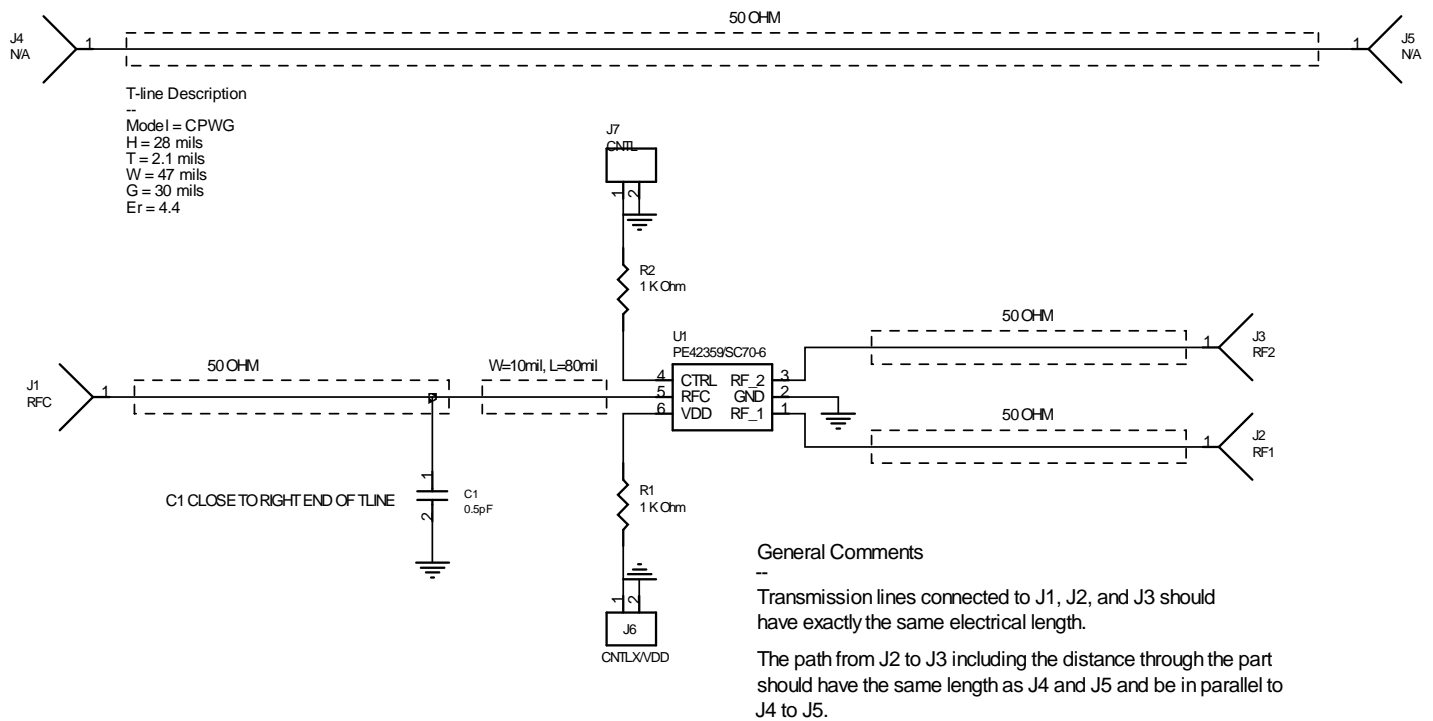 50 OHM
J4
N/A
1
1
J5
N/A
T-line Description
--
Model = CPWG
H = 28 mils
T = 2.1 mils
W = 47 mils
G = 30 mils
Er = 4.4
J7
CNTL
1
2
R2
1 K Ohm
U1
PE42359/SC70-6
4
CTRL
RF_2
3
5
RFC
GND
2
6
VDD
RF_1
1
50 OHM
1
J3
RF2
50 OHM
1
J2
RF1
J1
RFC
1
50 OHM
W=10mil, L=80mil
C1 CLOSE TO RIGHT END OF TLINE
1
2
C1
0.5pF
R1
1 K Ohm
1
2
J6
CNTLX/VDD
General Comments
--
Transmission lines connected to J1, J2, and J3 should
have exactly the same electrical length.
The path from J2 to J3 including the distance through the part
should have the same length as J4 and J5 and be in parallel to
J4 to J5.